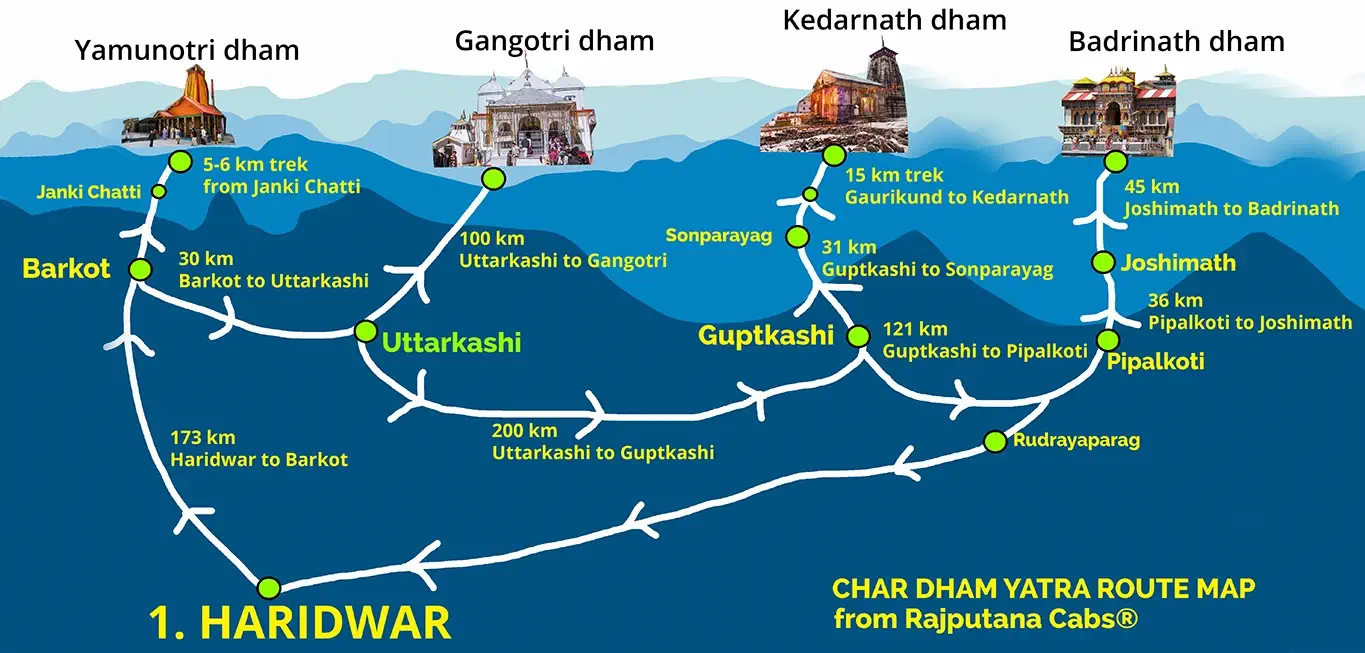 Yamunotri dham
Gangotri dham
Kedarnath dham
Badrinath dham
Janki Chatti
5-6 km trek
from Janki Chatti
15 km trek
Gaurikund to Kedarnath
45 km
Joshimath to Badrinath
Barkot
30 km
Barkot to Uttarkashi
100 km
Uttarkashi to Gangotri
Sonparayag
31 km
Guptkashi to Sonparayag
Joshimath
36 km
Pipalkoti to Joshimath
Uttarkashi
Guptkashi
121 km
Guptkashi to Pipalkoti
Pipalkoti
173 km
Haridwar to Barkot
200 km
Uttarkashi to Guptkashi
Rudrayaparag
1. HARIDWAR
CHAR DHAM YATRA ROUTE MAP
from Rajputana Cabs®